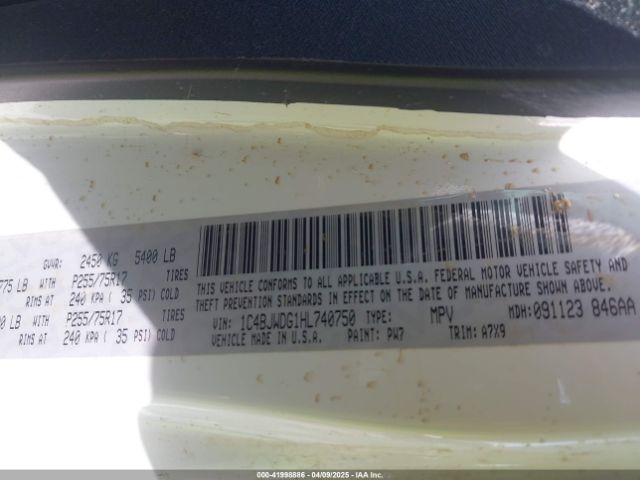 GVWR: 2450 KG 5400 LB
775 LB WITH P255/75R17 TIRES
RIMS AT 240 KPA ( 35 PSI) COLD
0 LB WITH P255/75R17 TIRES
RIMS AT 240 KPA ( 35 PSI) COLD
THIS VEHICLE CONFORMS TO ALL APPLICABLE U.S.A. FEDERAL MOTOR VEHICLE SAFETY AND
THEFT PREVENTION STANDARDS IN EFFECT ON THE DATE OF MANUFACTURE SHOWN ABOVE.
VIN: 1C4BJWDG1HL740750 TYPE: MPV MDH: 091123 846AA
VEHICLE MADE IN U.S.A. PAINT: PW7 TRIM: A7X9
000-41998886 - 04/09/2025 - IAA Inc.